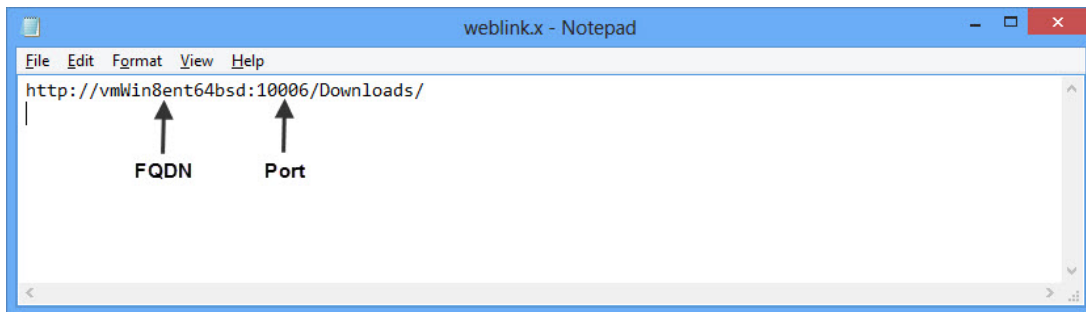 weblink.x - Notepad
File Edit Format View Help
http://vmWin8ent64bsd:10006/Downloads/
FQDN Port